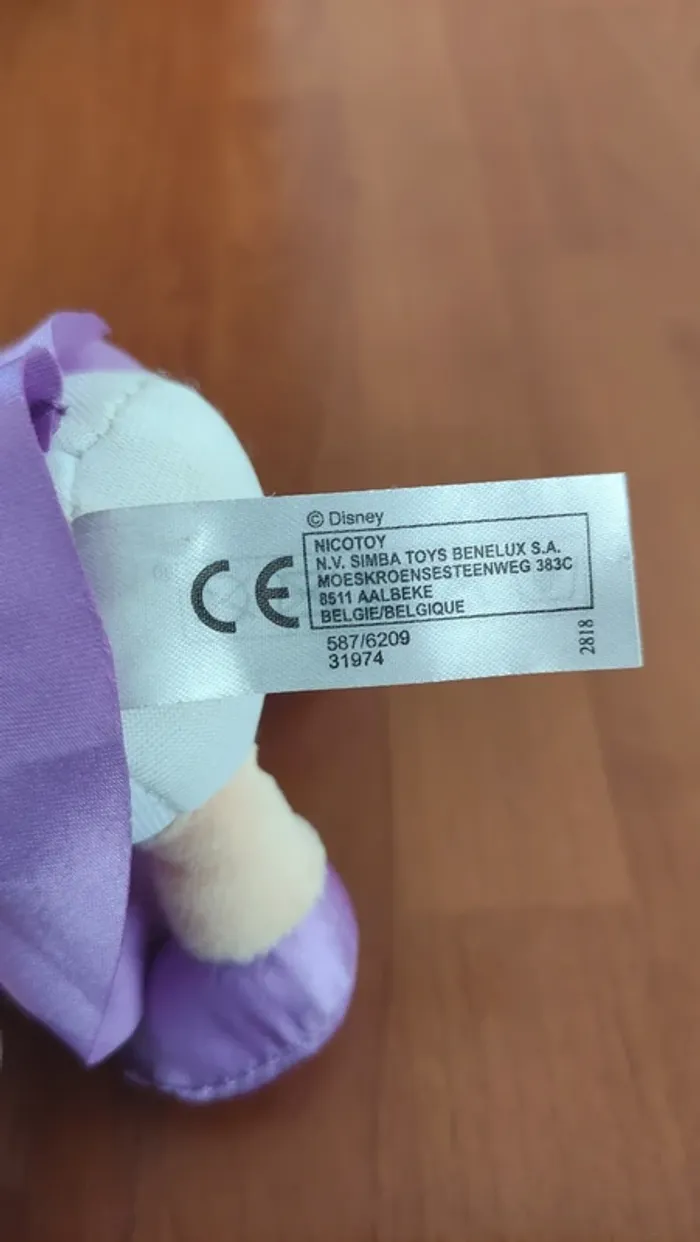 © Disney
CE
NICOTOY
N.V. SIMBA TOYS BENELUX S.A.
MOESKROENSESTEENWEG 383C
8511 AALBEKE
BELGIE/BELGIQUE
587/6209
31974
2818